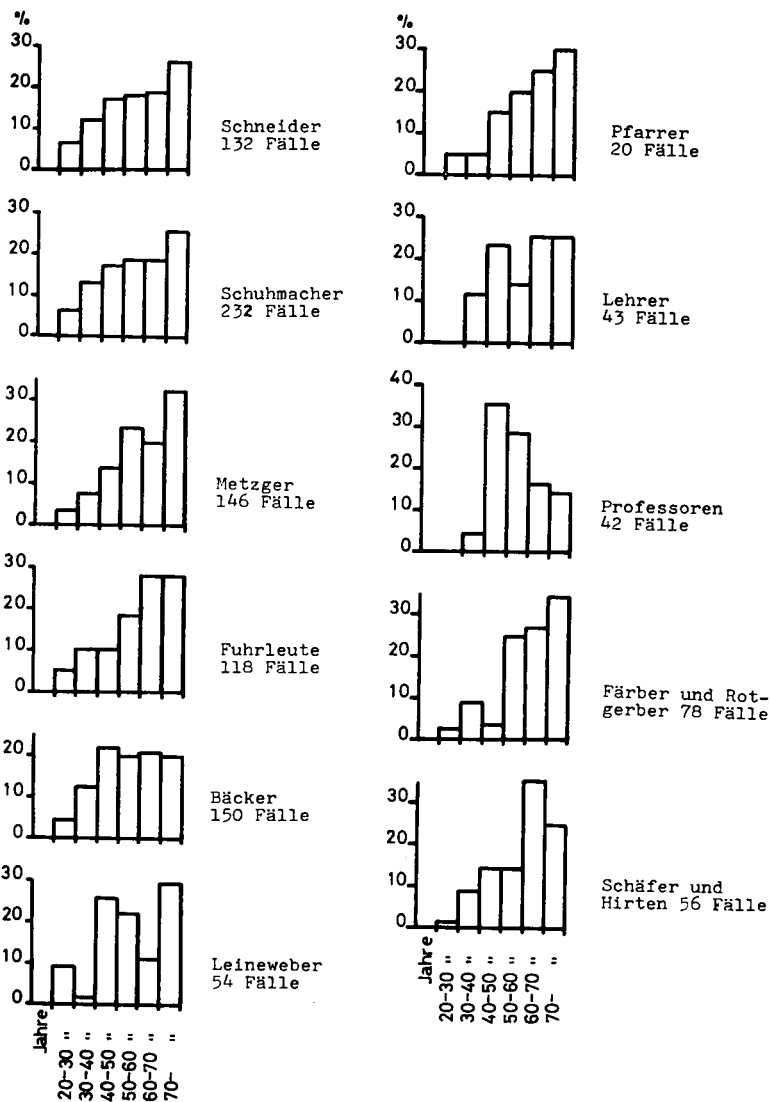 %
30
20
10
0
Schneider
132 Fälle
30
20
10
0
Schuhmacher
232 Fälle
30
20
10
0
Metzger
146 Fälle
30
20
10
0
Fuhrleute
118 Fälle
20
10
0
Bäcker
150 Fälle
30
20
10
0
Leineweber
54 Fälle
Jahre
20-30 "
30-40 "
40-50 "
50-60 "
60-70 "
70- "
%
30
20
10
0
Pfarrer
20 Fälle
30
20
10
0
Lehrer
43 Fälle
40
30
20
10
0
Professoren
42 Fälle
30
20
10
0
Färber und Rot-
gerber 78 Fälle
30
20
10
0
Schäfer und
Hirten 56 Fälle
Jahre
20-30 "
30-40 "
40-50 "
50-60 "
60-70 "
70- "